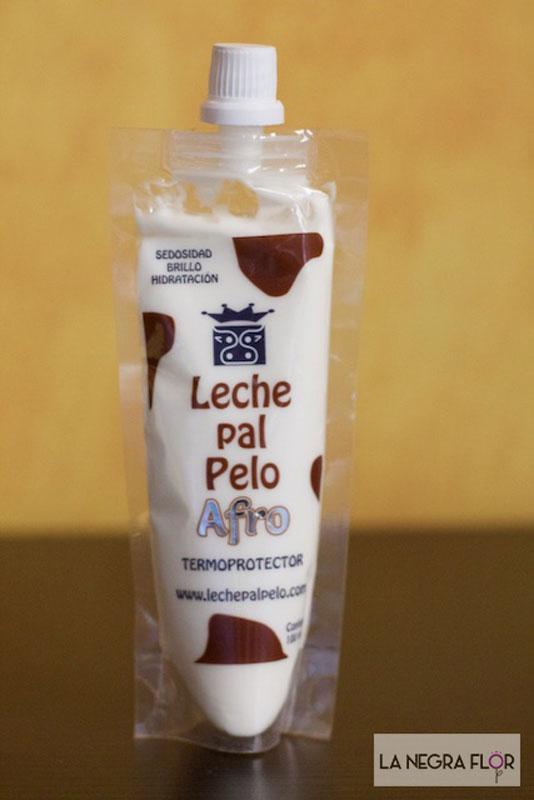 SEDOSIDAD
BRILLO
HIDRATACIÓN
Leche
pal
Pelo
Afro
TERMOPROTECTOR
www.lechepalpelo.com
LA NEGRA FLOR